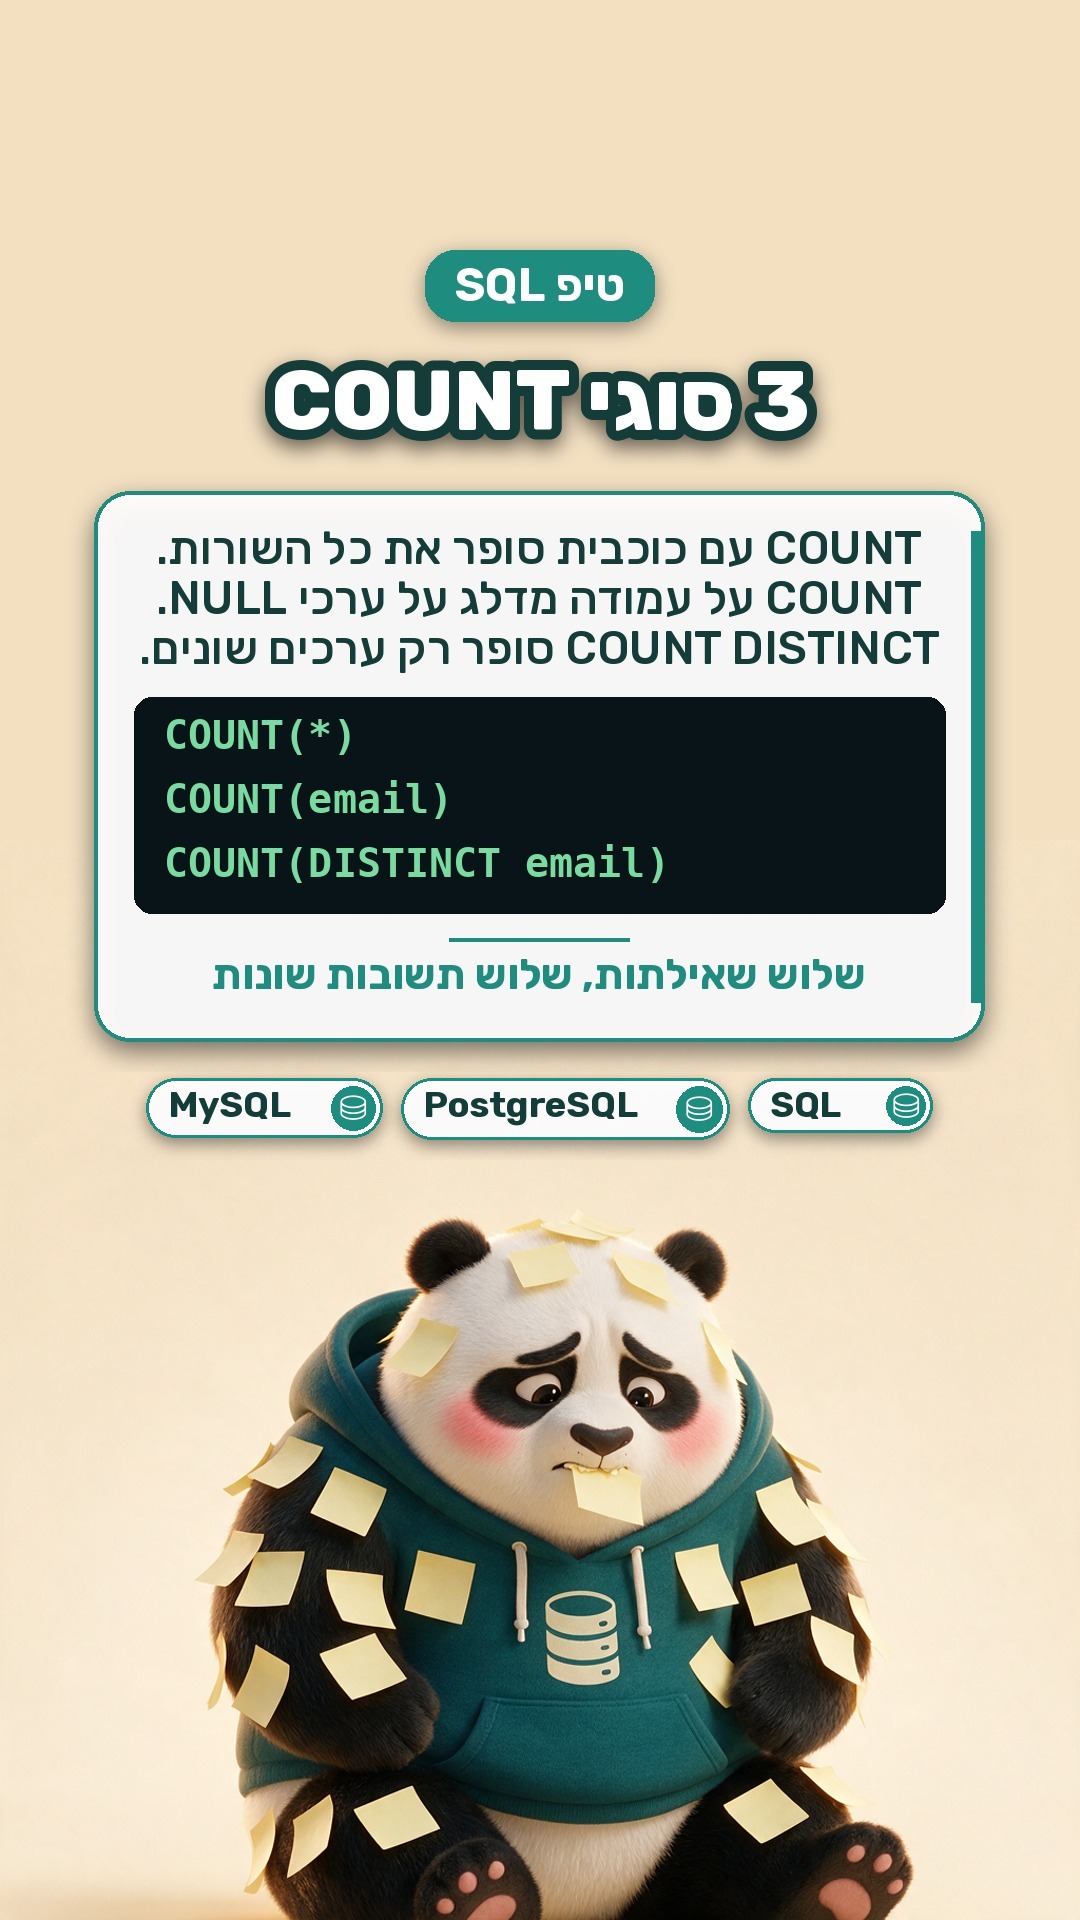 טיפ SQL
3 סוגי COUNT
COUNT עם כוכבית סופר את כל השורות.
COUNT על עמודה מדלג על ערכי NULL.
COUNT DISTINCT סופר רק ערכים שונים.
COUNT(*)
COUNT(email)
COUNT(DISTINCT email)
שלוש שאילתות, שלוש תשובות שונות
SQL
PostgreSQL
MySQL